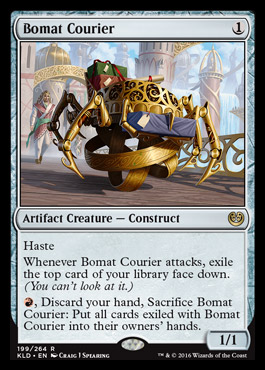 Bomat Courier 1
Artifact Creature — Construct
Haste
Whenever Bomat Courier attacks, exile
the top card of your library face down.
(You can't look at it.)
, Discard your hand, Sacrifice Bomat
Courier: Put all cards exiled with Bomat
Courier into their owners' hands.
1/1
199/264 R
KLD • EN Craig J Spearing
™ & © 2016 Wizards of the Coast